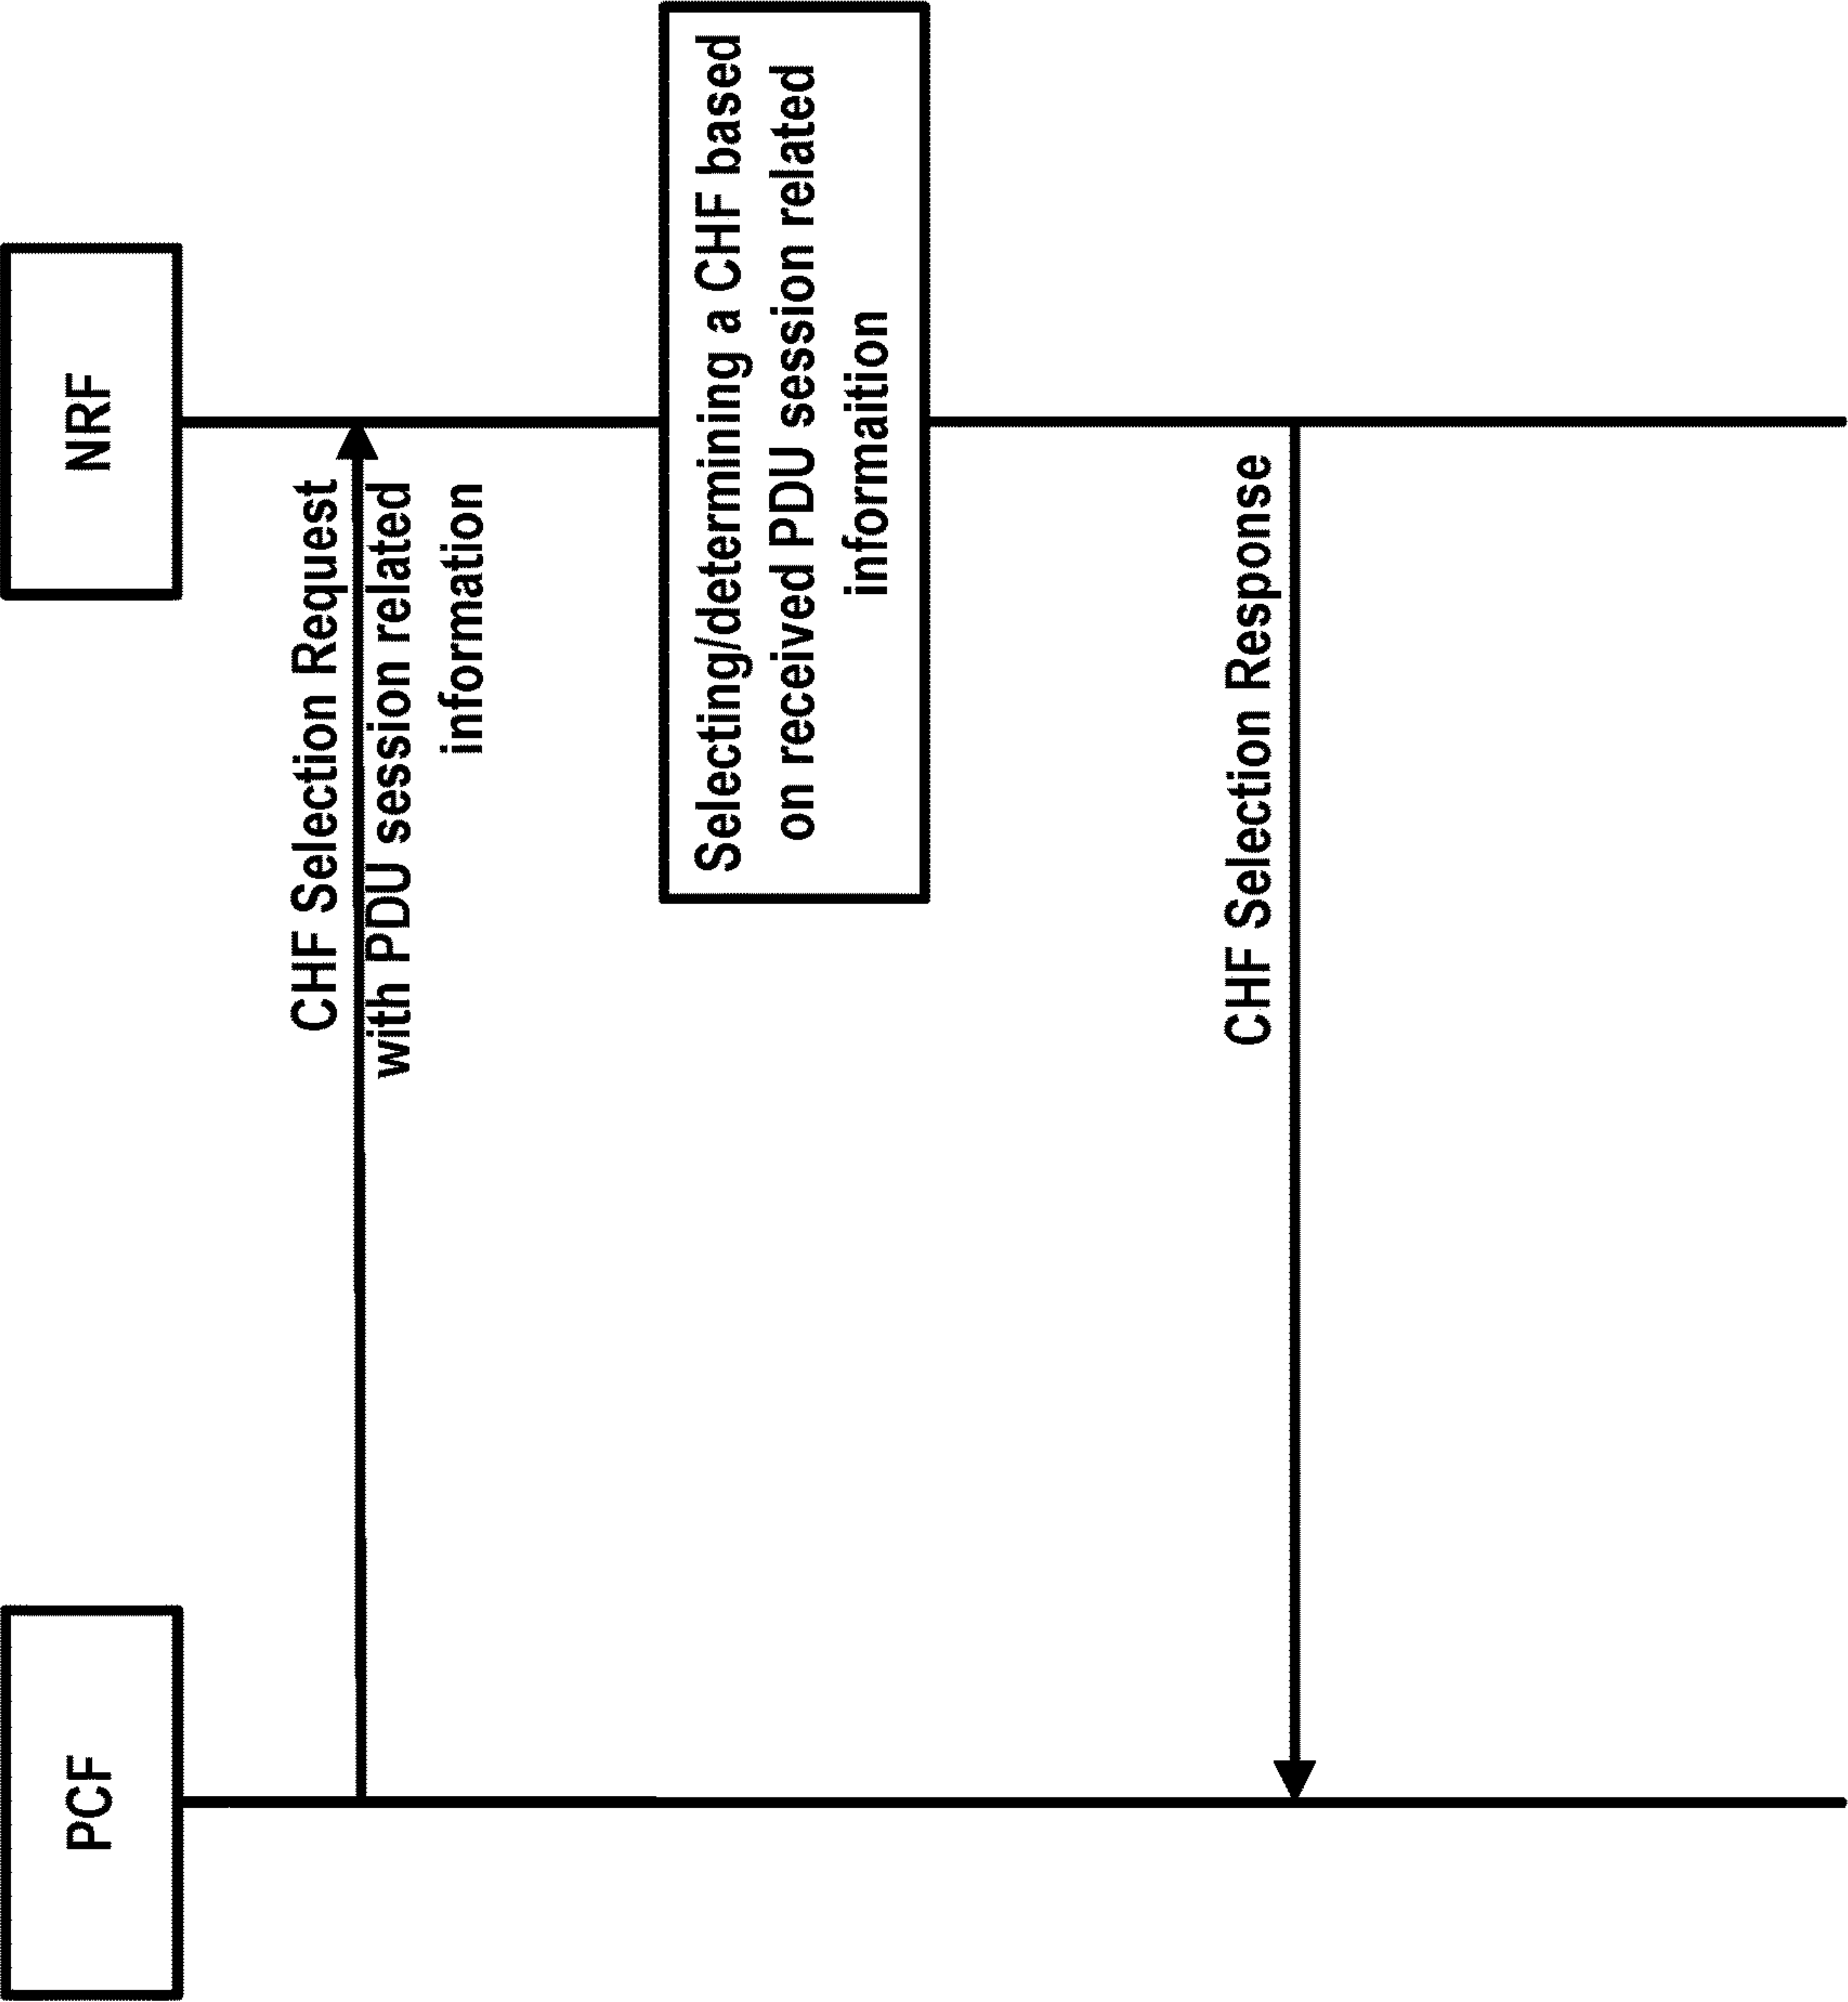 PCF
NRF
CHF Selection Request
with PDU session related
information
Selecting/determining a CHF based
on received PDU session related
informaition
CHF Selection Response